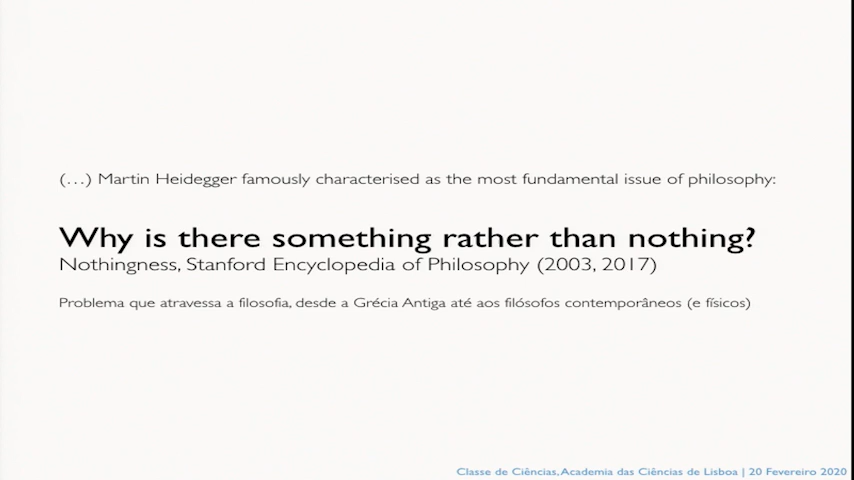 (…) Martin Heidegger famously characterised as the most fundamental issue of philosophy:
Why is there something rather than nothing?
Nothingness, Stanford Encyclopedia of Philosophy (2003, 2017)
Problema que atravessa a filosofia, desde a Grécia Antiga até aos filósofos contemporâneos (e físicos)
Classe de Ciências, Academia das Ciências de Lisboa | 20 Fevereiro 2020